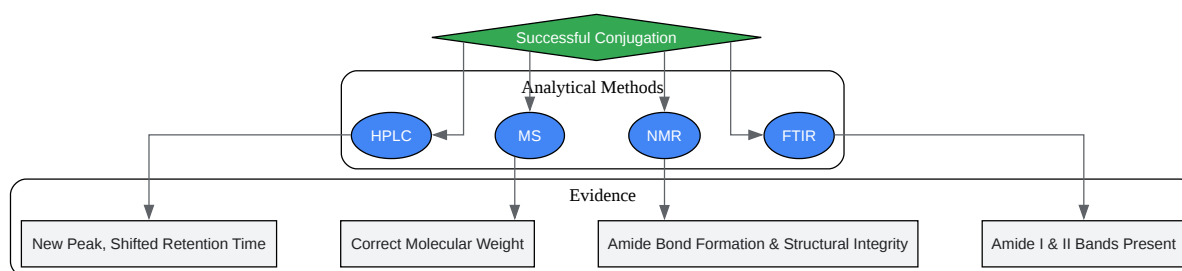 Successful Conjugation
Analytical Methods
HPLC
MS
NMR
FTIR
Evidence
New Peak, Shifted Retention Time
Correct Molecular Weight
Amide Bond Formation & Structural Integrity
Amide I & II Bands Present